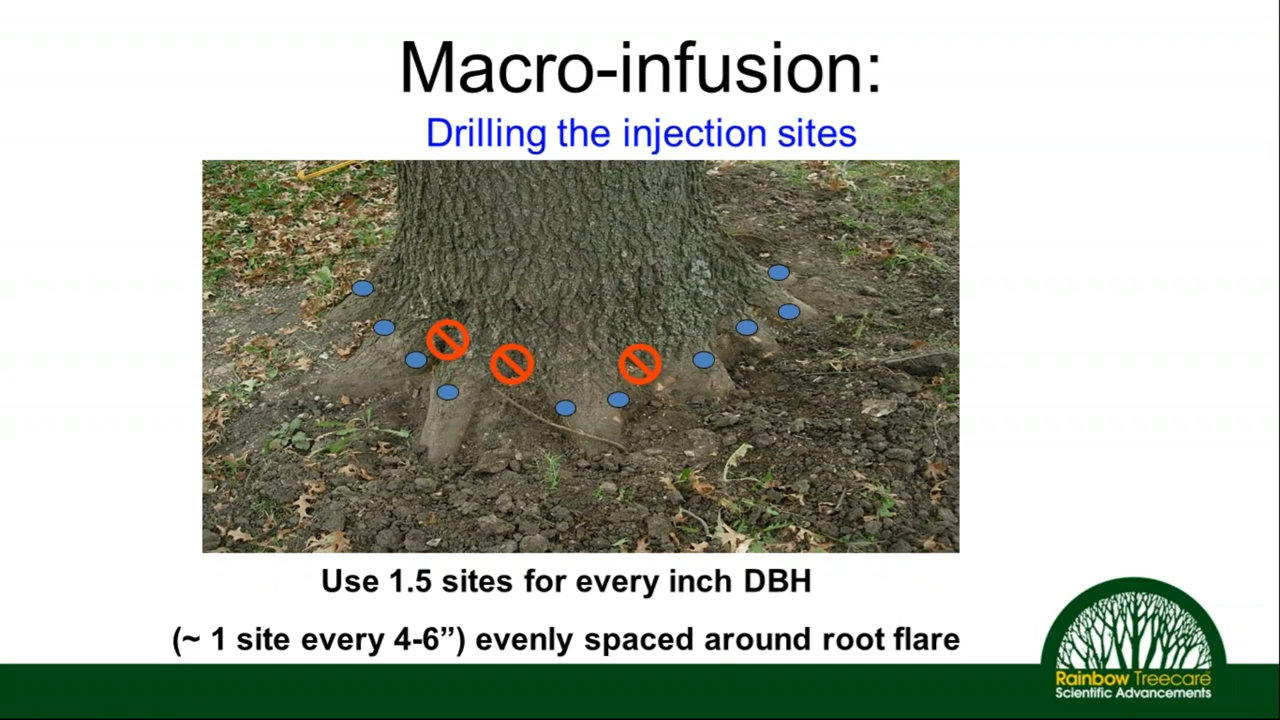 Macro-infusion:
Drilling the injection sites
Use 1.5 sites for every inch DBH
(~ 1 site every 4-6”) evenly spaced around root flare
Rainbow Treecare
Scientific Advancements